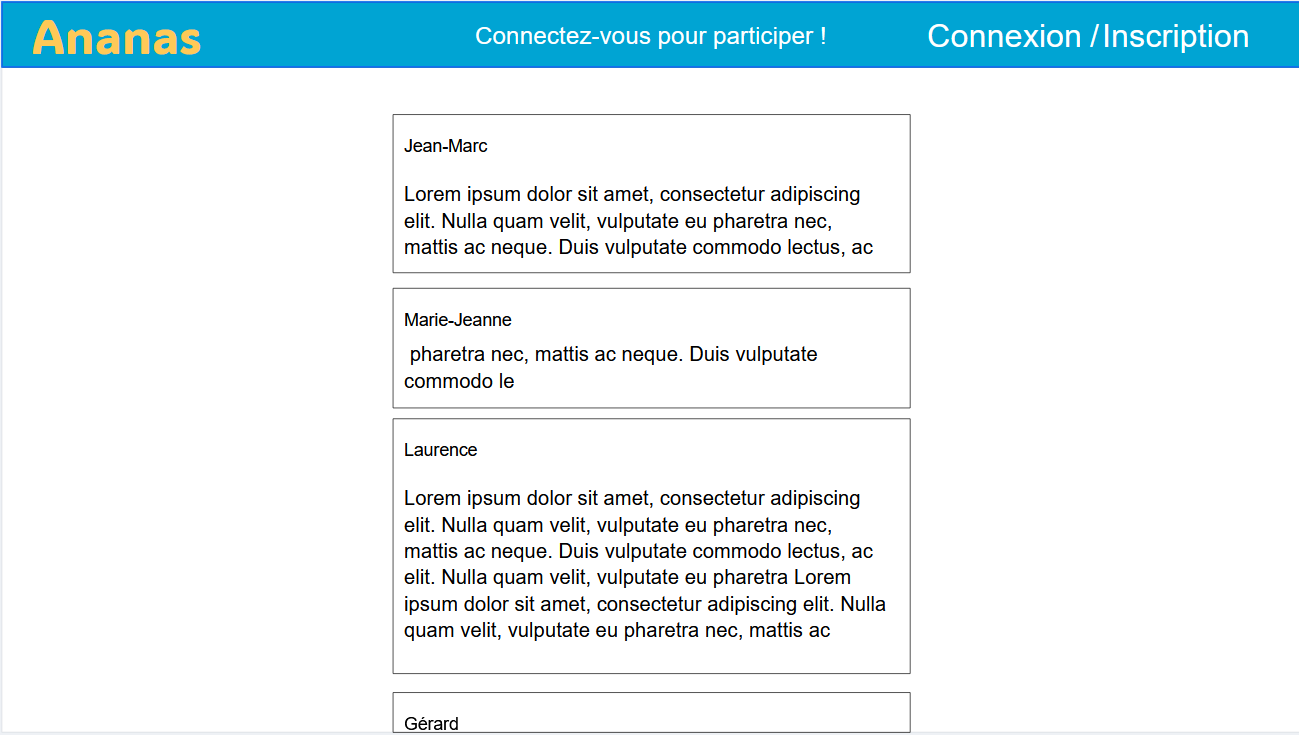 Ananas
Connectez-vous pour participer !
Connexion / Inscription
Jean-Marc
Lorem ipsum dolor sit amet, consectetur adipiscing
elit. Nulla quam velit, vulputate eu pharetra nec,
mattis ac neque. Duis vulputate commodo lectus, ac
Marie-Jeanne
pharetra nec, mattis ac neque. Duis vulputate
commodo le
Laurence
Lorem ipsum dolor sit amet, consectetur adipiscing
elit. Nulla quam velit, vulputate eu pharetra nec,
mattis ac neque. Duis vulputate commodo lectus, ac
elit. Nulla quam velit, vulputate eu pharetra Lorem
ipsum dolor sit amet, consectetur adipiscing elit. Nulla
quam velit, vulputate eu pharetra nec, mattis ac
Gérard